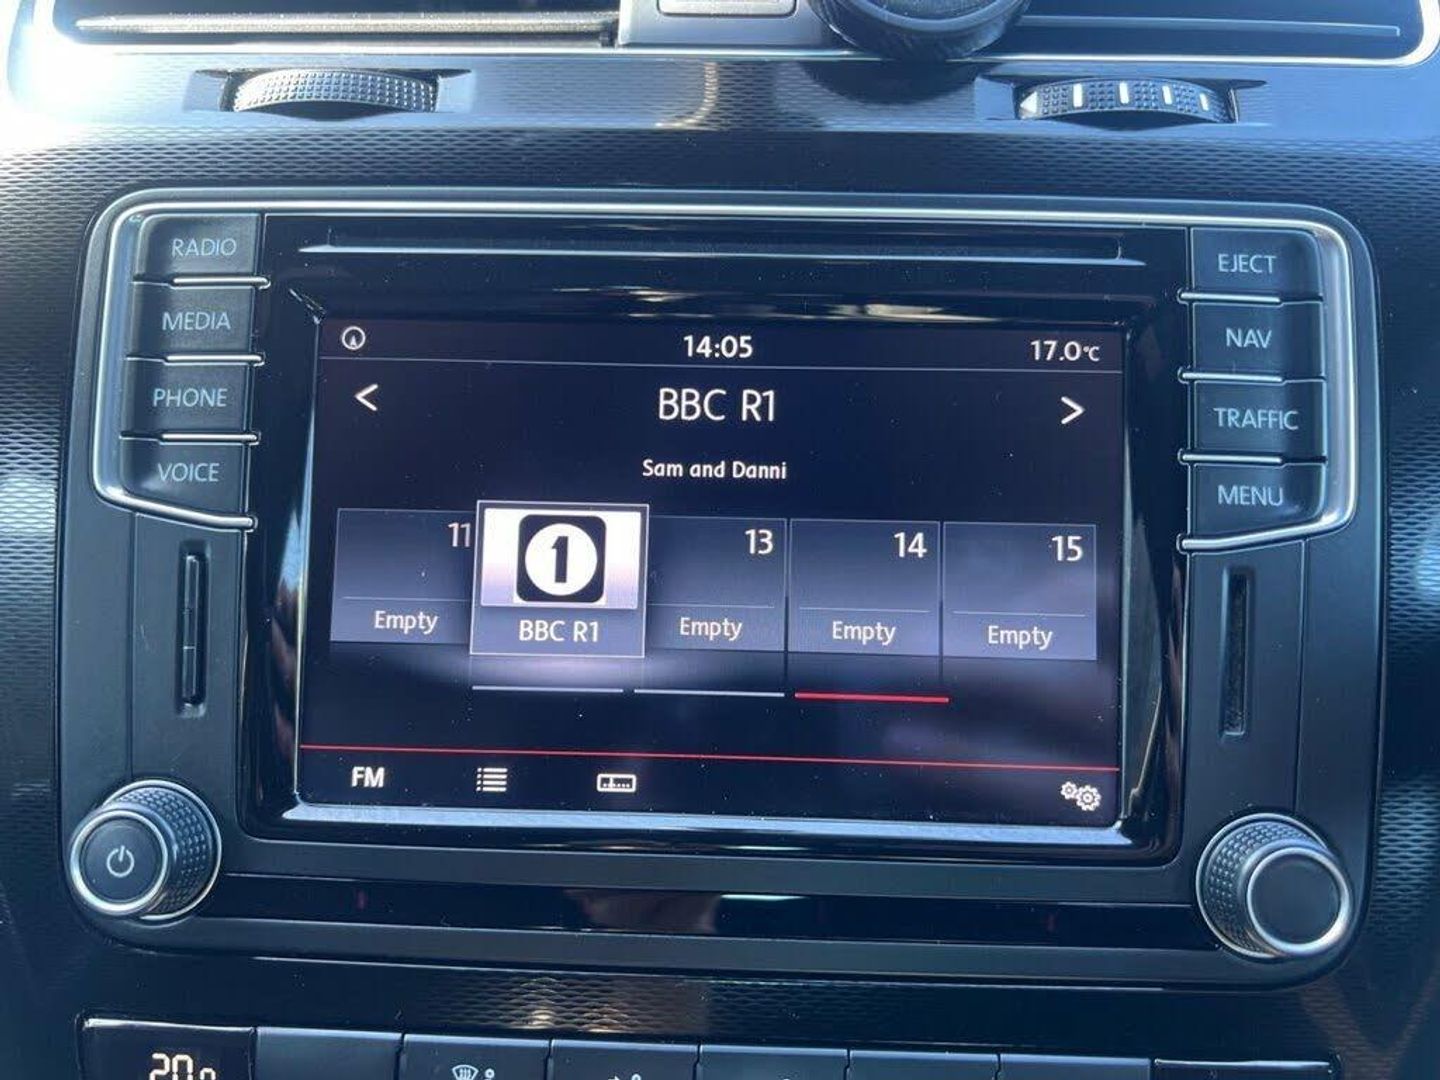 RADIO
MEDIA
PHONE
VOICE
EJECT
NAV
TRAFFIC
MENU
14:05
17.0°C
<
BBC R1
>
Sam and Danni
11
1
13
14
15
Empty
BBC R1
Empty
Empty
Empty
FM
20.0